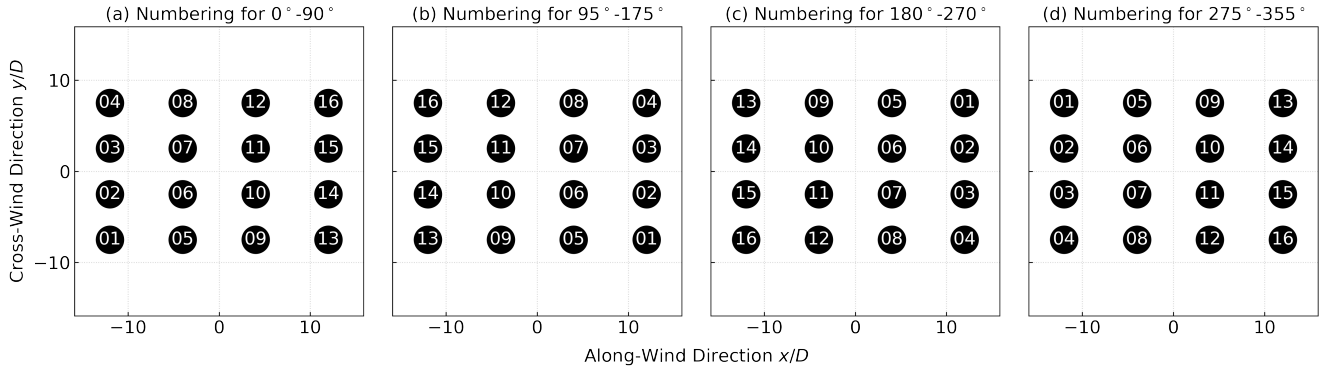 (a) Numbering for 0°-90° (b) Numbering for 95°-175° (c) Numbering for 180°-270° (d) Numbering for 275°-355°
10
04 08 12 16 16 12 08 04 13 09 05 01 01 05 09 13
03 07 11 15 15 11 07 03 14 10 06 02 02 06 10 14
0
02 06 10 14 14 10 06 02 15 11 07 03 03 07 11 15
01 05 09 13 13 09 05 01 16 12 08 04 04 08 12 16
−10
Cross-Wind Direction y/D
−10 0 10 −10 0 10 −10 0 10 −10 0 10
Along-Wind Direction x/D